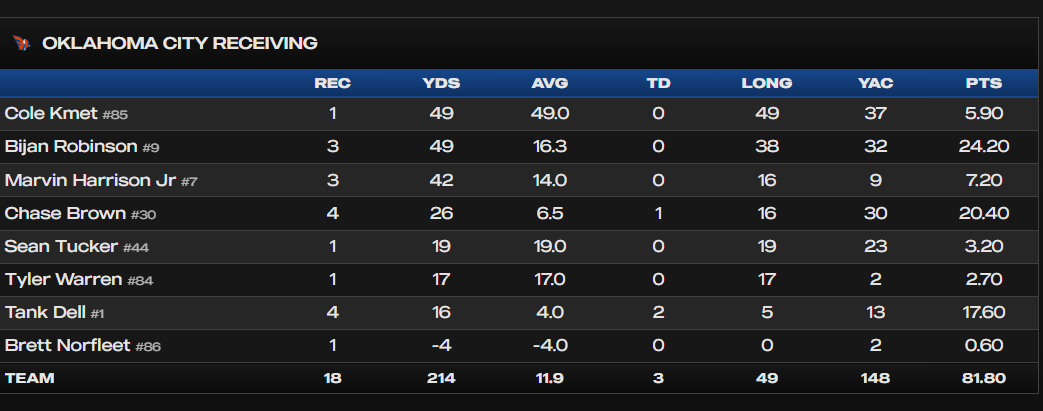 OKLAHOMA CITY RECEIVING
REC YDS AVG TD LONG YAC PTS
Cole Kmet #85 1 49 49.0 0 49 37 5.90
Bijan Robinson #9 3 49 16.3 0 38 32 24.20
Marvin Harrison Jr #7 3 42 14.0 0 16 9 7.20
Chase Brown #30 4 26 6.5 1 16 30 20.40
Sean Tucker #44 1 19 19.0 0 19 23 3.20
Tyler Warren #84 1 17 17.0 0 17 2 2.70
Tank Dell #1 4 16 4.0 2 5 13 17.60
Brett Norfleet #86 1 -4 -4.0 0 0 2 0.60
TEAM 18 214 11.9 3 49 148 81.80